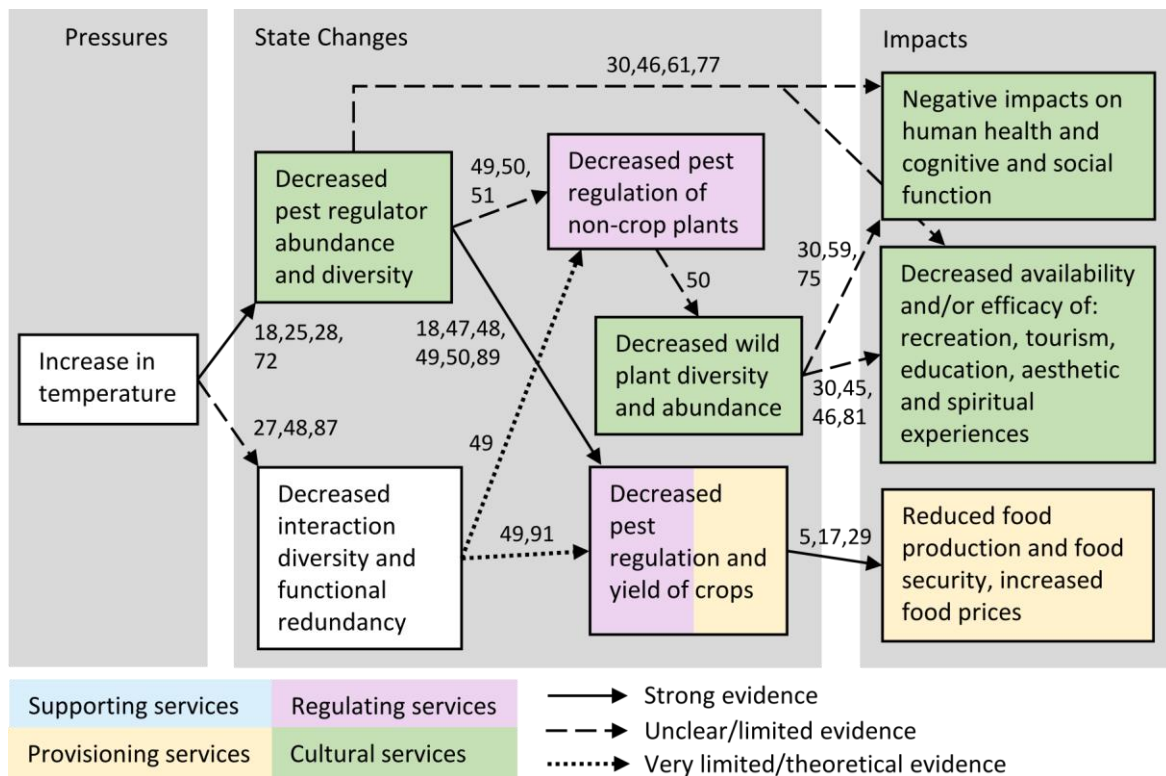 Pressures
State Changes
Impacts
30,46,61,77
Negative impacts on
human health and
cognitive and social
function
Decreased
pest regulator
abundance
and diversity
49,50,
51
Decreased pest
regulation of
non-crop plants
30,59,
75
50
Decreased availability
and/or efficacy of:
recreation, tourism,
education, aesthetic
and spiritual
experiences
Increase in
temperature
18,25,28,
72
18,47,48,
49,50,89
Decreased wild
plant diversity
and abundance
30,45,
46,81
27,48,87
49
Decreased
interaction
diversity and
functional
redundancy
49,91
Decreased
pest
regulation and
yield of crops
5,17,29
Reduced food
production and food
security, increased
food prices
Supporting services
Regulating services
Provisioning services
Cultural services
Strong evidence
Unclear/limited evidence
Very limited/theoretical evidence